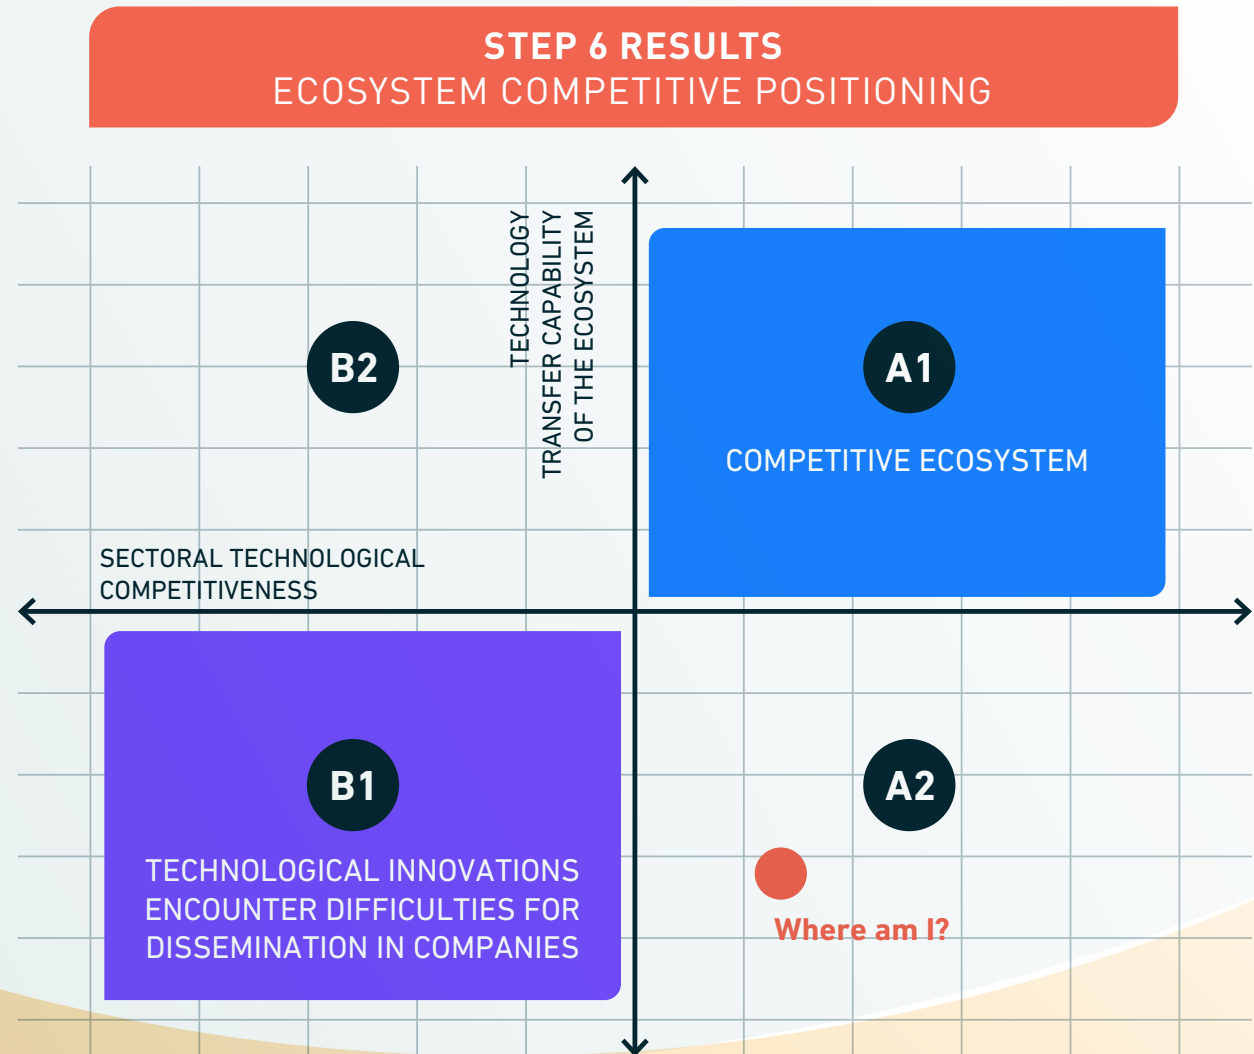 STEP 6 RESULTS
ECOSYSTEM COMPETITIVE POSITIONING
TECHNOLOGY
TRANSFER CAPABILITY
OF THE ECOSYSTEM
B2
A1
COMPETITIVE ECOSYSTEM
SECTORAL TECHNOLOGICAL
COMPETITIVENESS
B1
TECHNOLOGICAL INNOVATIONS
ENCOUNTER DIFFICULTIES FOR
DISSEMINATION IN COMPANIES
A2
Where am I?